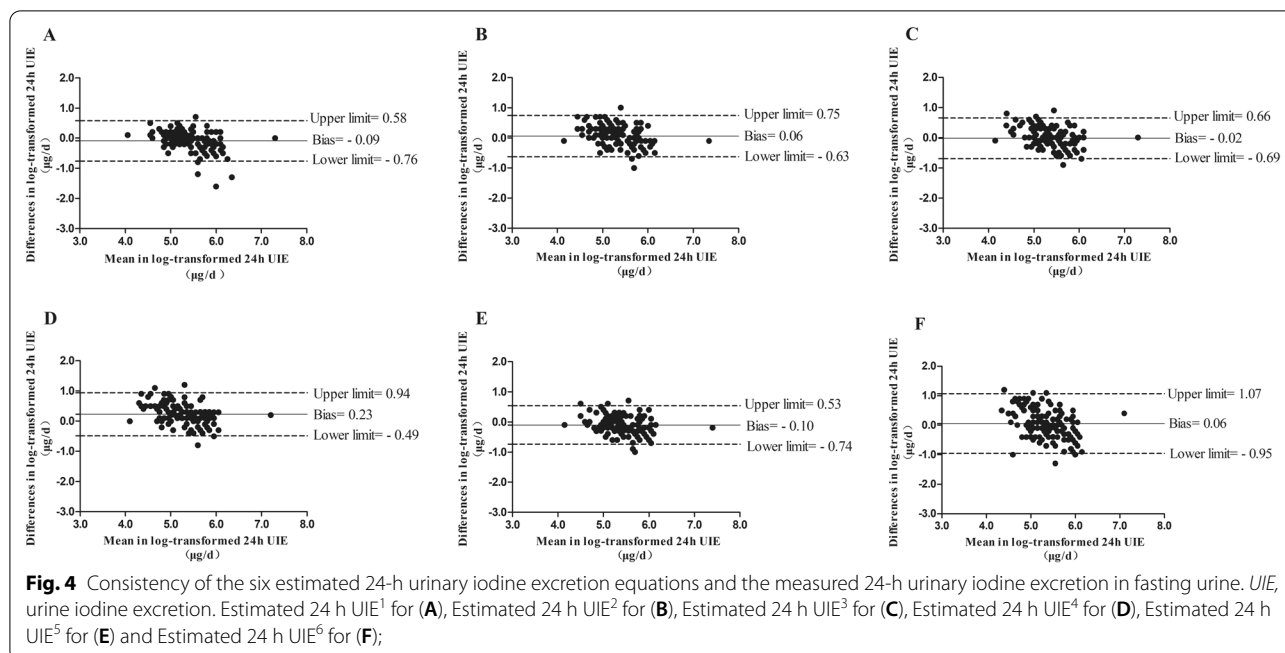 A
Differences in log-transformed 24h UIE
（μg/d）
2.0
1.0
0.0
-1.0
-2.0
-3.0
Upper limit= 0.58
Bias= - 0.09
Lower limit= - 0.76
3.0 4.0 5.0 6.0 7.0 8.0
Mean in log-transformed 24h UIE
（μg/d）
B
Differences in log-transformed 24h UIE
（μg/d）
2.0
1.0
0.0
-1.0
-2.0
-3.0
Upper limit= 0.75
Bias= 0.06
Lower limit= - 0.63
3.0 4.0 5.0 6.0 7.0 8.0
Mean in log-transformed 24h UIE
（μg/d）
C
Differences in log-transformed 24h UIE
（μg/d）
2.0
1.0
0.0
-1.0
-2.0
-3.0
Upper limit= 0.66
Bias= - 0.02
Lower limit= - 0.69
3.0 4.0 5.0 6.0 7.0 8.0
Mean in log-transformed 24h UIE
（μg/d）
D
Differences in log-transformed 24h UIE
（μg/d）
2.0
1.0
0.0
-1.0
-2.0
-3.0
Upper limit= 0.94
Bias= 0.23
Lower limit= - 0.49
3.0 4.0 5.0 6.0 7.0 8.0
Mean in log-transformed 24h UIE
（μg/d）
E
Differences in log-transformed 24h UIE
（μg/d）
2.0
1.0
0.0
-1.0
-2.0
-3.0
Upper limit= 0.53
Bias= - 0.10
Lower limit= - 0.74
3.0 4.0 5.0 6.0 7.0 8.0
Mean in log-transformed 24h UIE
（μg/d）
F
Differences in log-transformed 24h UIE
（μg/d）
2.0
1.0
0.0
-1.0
-2.0
-3.0
Upper limit= 1.07
Bias= 0.06
Lower limit= - 0.95
3.0 4.0 5.0 6.0 7.0 8.0
Mean in log-transformed 24h UIE
（μg/d）
Fig. 4 Consistency of the six estimated 24-h urinary iodine excretion equations and the measured 24-h urinary iodine excretion in fasting urine. UIE,
urine iodine excretion. Estimated 24 h UIE¹ for (A), Estimated 24 h UIE² for (B), Estimated 24 h UIE³ for (C), Estimated 24 h UIE⁴ for (D), Estimated 24 h
UIE⁵ for (E) and Estimated 24 h UIE⁶ for (F);